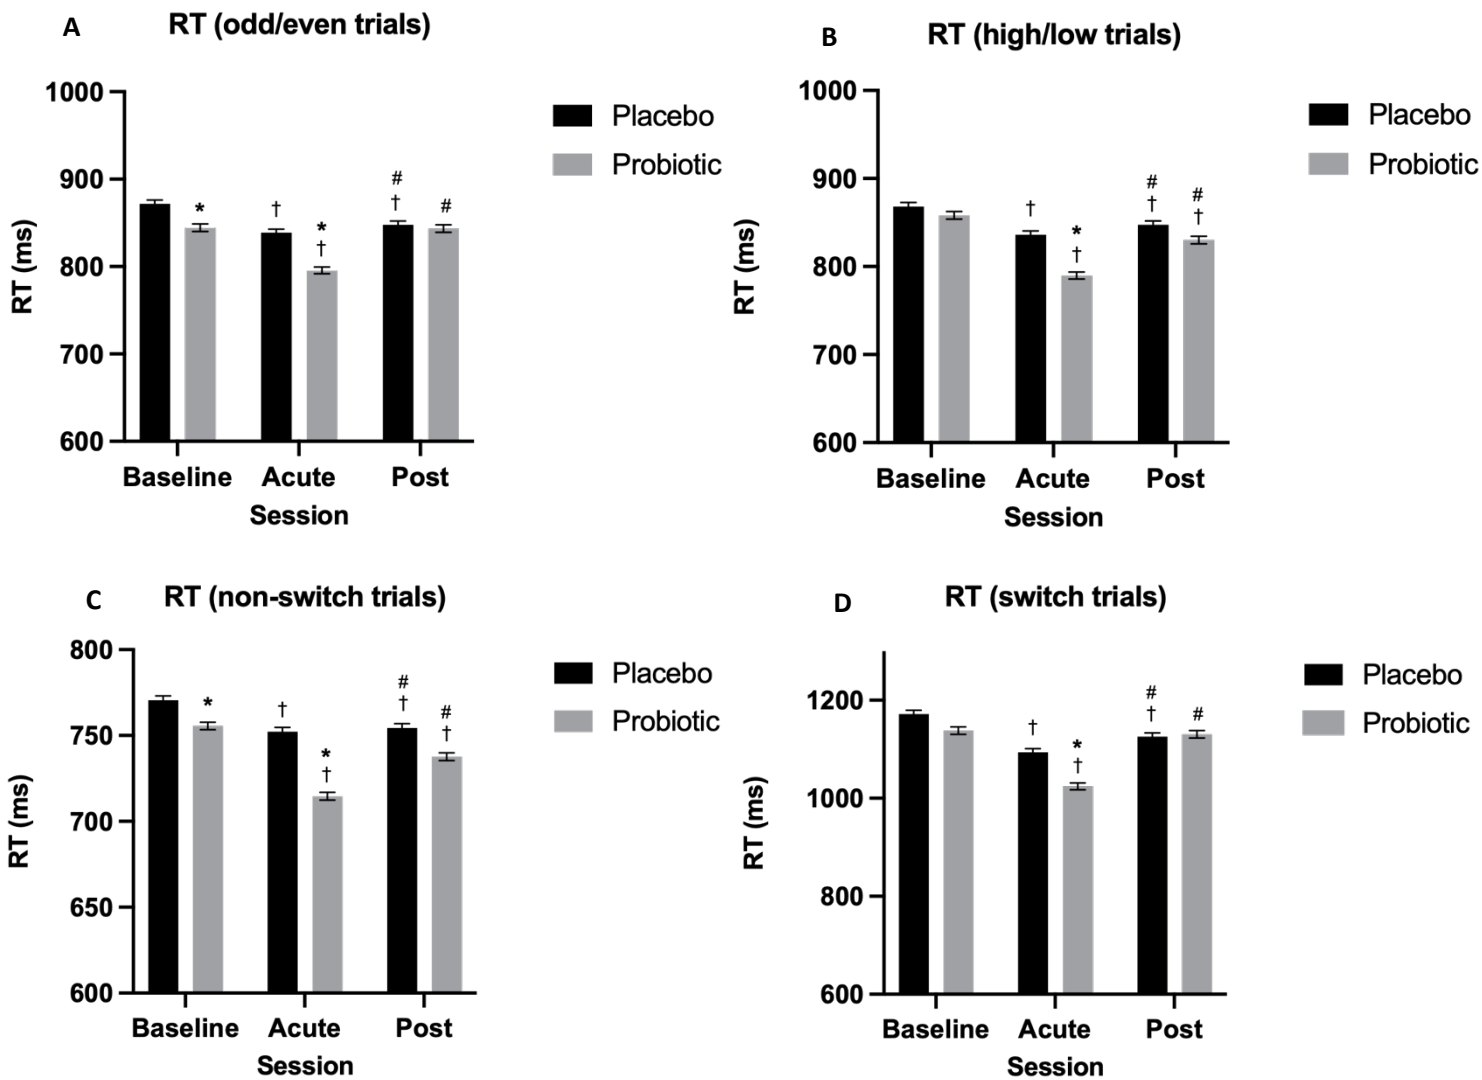 A
RT (odd/even trials)
1000
900
800
700
600
RT (ms)
Placebo
Probiotic
*
†
*
†
#
†
#
Baseline
Acute
Post
Session
B
RT (high/low trials)
1000
900
800
700
600
RT (ms)
Placebo
Probiotic
†
*
†
#
†
#
†
Baseline
Acute
Post
Session
C
RT (non-switch trials)
800
750
700
650
600
RT (ms)
Placebo
Probiotic
*
†
*
†
#
†
#
†
Baseline
Acute
Post
Session
D
RT (switch trials)
1200
1000
800
600
RT (ms)
Placebo
Probiotic
†
*
†
#
†
#
Baseline
Acute
Post
Session